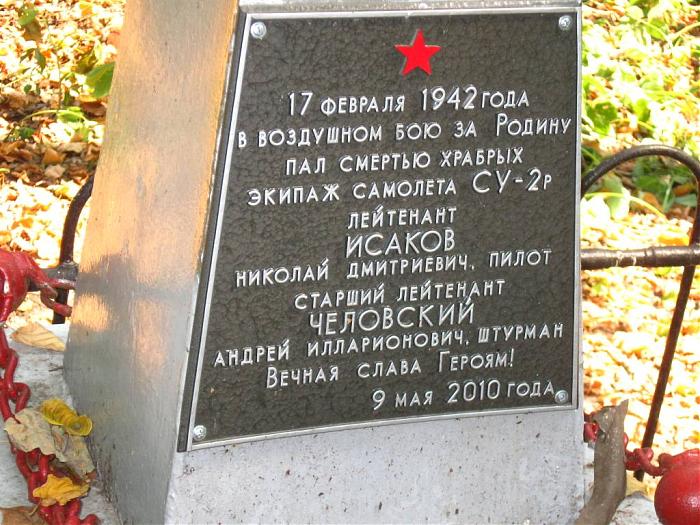 17 ФЕВРАЛЯ 1942 ГОДА
В ВОЗДУШНОМ БОЮ ЗА РОДИНУ
ПАЛ СМЕРТЬЮ ХРАБРЫХ
ЭКИПАЖ САМОЛЕТА СУ-2Р
ЛЕЙТЕНАНТ
ИСАКОВ
НИКОЛАЙ ДМИТРИЕВИЧ, ПИЛОТ
СТАРШИЙ ЛЕЙТЕНАНТ
ЧЕЛОВСКИЙ
АНДРЕЙ ИЛЛАРИОНОВИЧ, ШТУРМАН
ВЕЧНАЯ СЛАВА ГЕРОЯМ!
9 МАЯ 2010 ГОДА